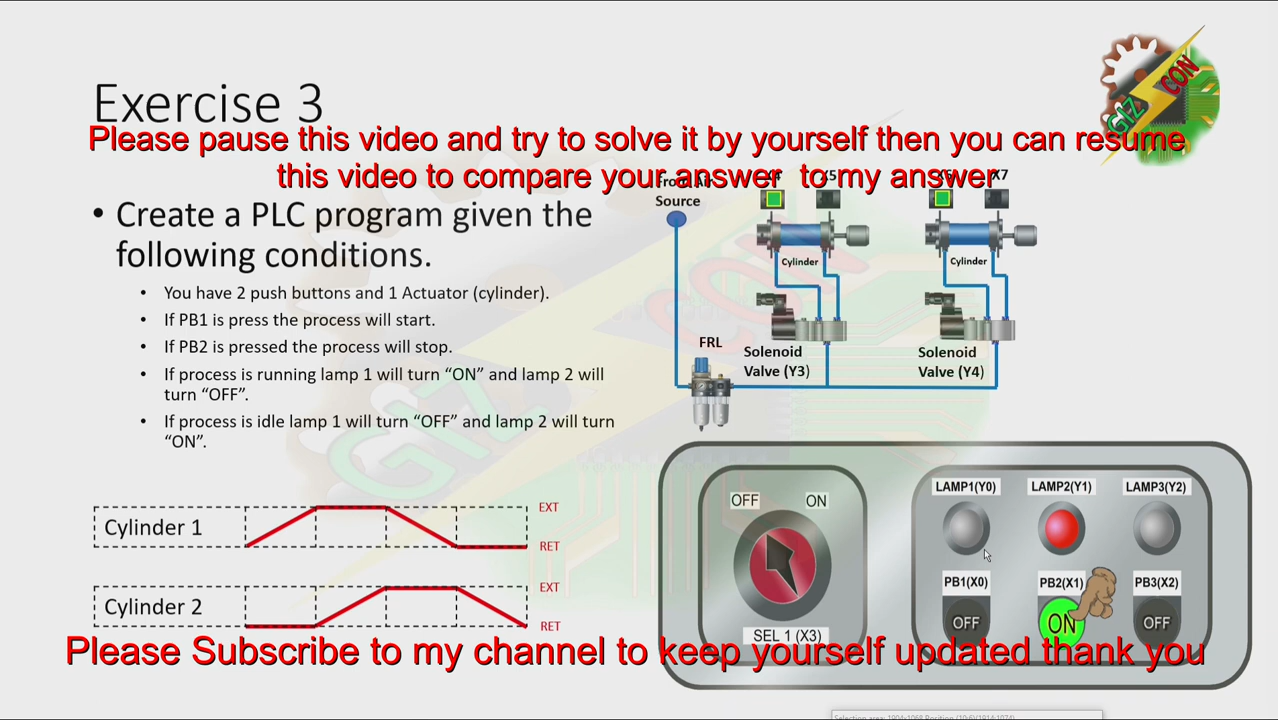 Exercise 3
Please pause this video and try to solve it by yourself then you can resume
this video to compare your answer to my answer
GIZ CON
• Create a PLC program given the
following conditions.
• You have 2 push buttons and 1 Actuator (cylinder).
• If PB1 is press the process will start.
• If PB2 is pressed the process will stop.
• If process is running lamp 1 will turn “ON” and lamp 2 will
turn “OFF”.
• If process is idle lamp 1 will turn “OFF” and lamp 2 will turn
“ON”.
From Air
Source
X5
X7
Cylinder
Cylinder
FRL
Solenoid
Valve (Y3)
Solenoid
Valve (Y4)
Cylinder 1
EXT
RET
Cylinder 2
EXT
RET
OFF
ON
SEL 1 (X3)
LAMP1(Y0)
LAMP2(Y1)
LAMP3(Y2)
PB1(X0)
PB2(X1)
PB3(X2)
OFF
ON
OFF
Please Subscribe to my channel to keep yourself updated thank you